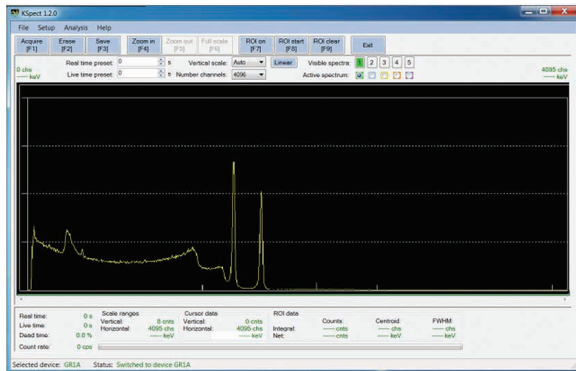 KSpect 1.2.0
File Setup Analysis Help
Acquire [F1] Erase [F2] Save [F3] Zoom in [F4] Zoom out [F5] Full scale [F6] ROI on [F7] ROI start [F8] ROI clear [F9] Exit
Real time preset: 0 s Vertical scale: Auto Linear Visible spectra: 1 2 3 4 5
Live time preset: 0 s Number channels: 4096 Active spectrum:
0 chs 4095 chs
---- keV ---- keV
Scale ranges Cursor data ROI data
Real time: 0 s Vertical: 8 cnts Vertical: 0 cnts Counts: Centroid: FWHM:
Live time: 0 s Horizontal: 4095 chs Horizontal: 0 chs Integral: ---- cnts ---- chs ---- chs
Dead time: 0.0 % ---- keV ---- keV Net: ---- cnts ---- keV ---- keV
Count rate: 0 cps
Selected device: GR1A Status: Switched to device GR1A